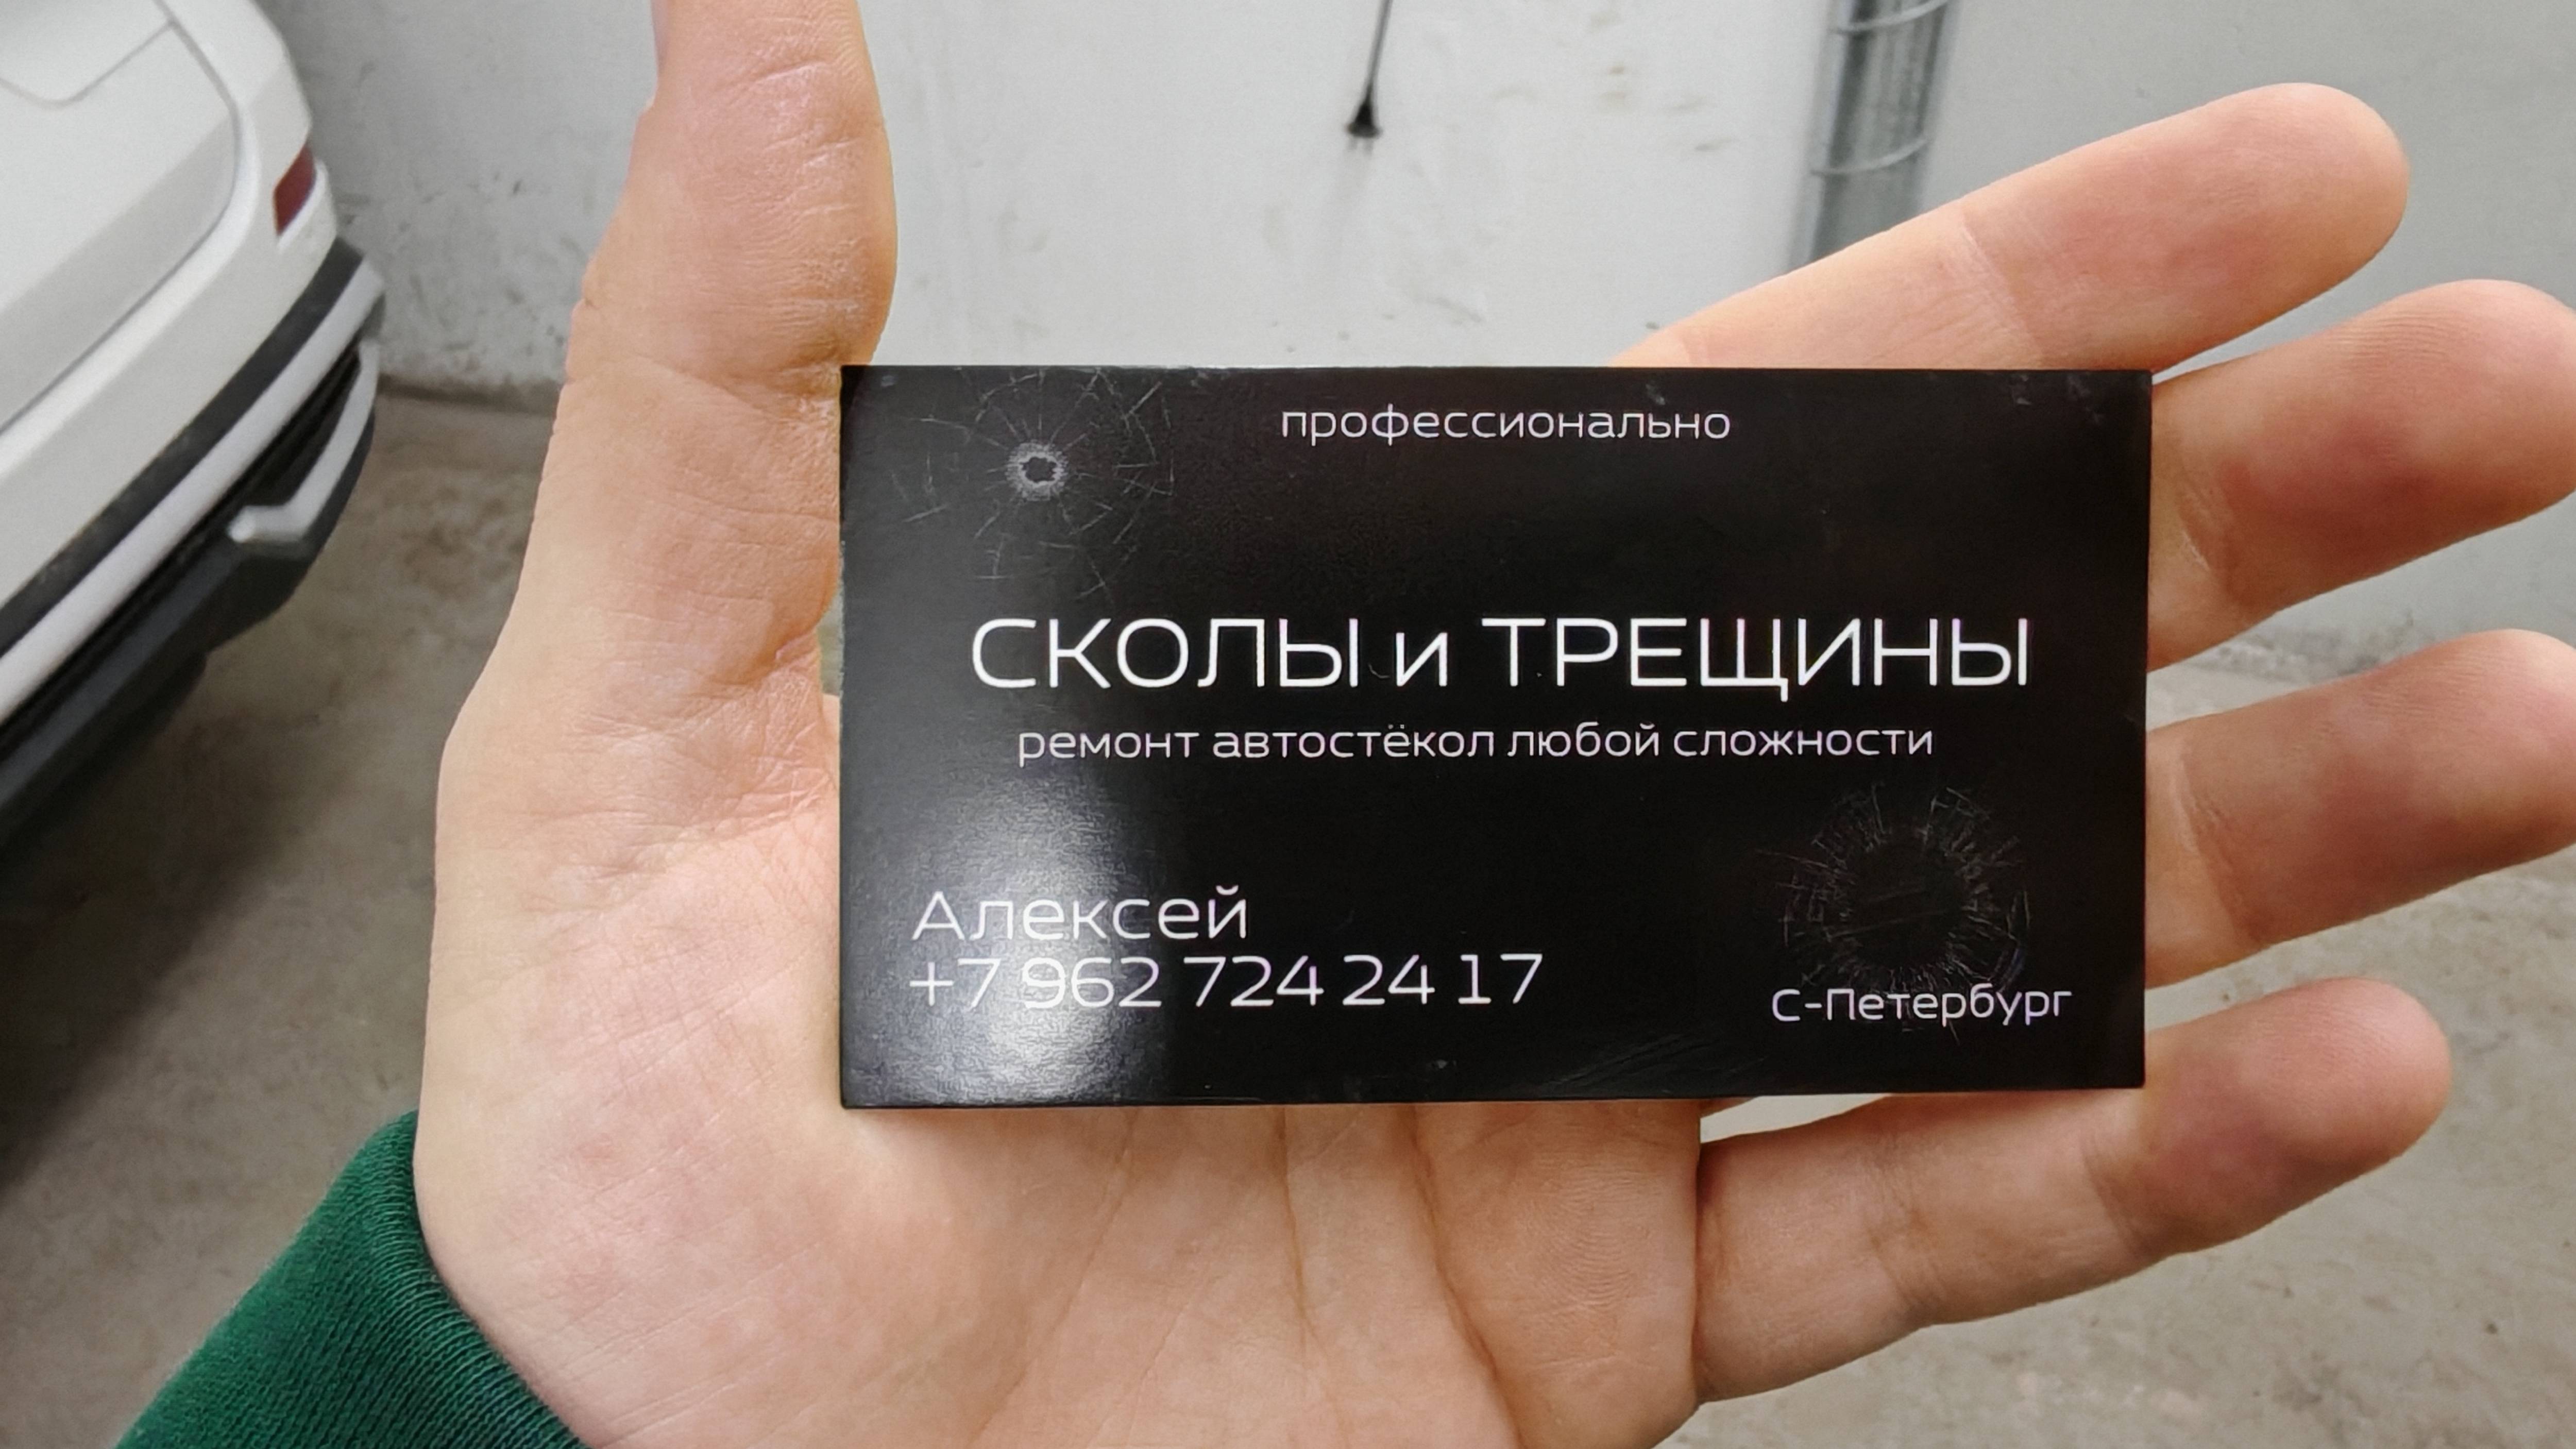 профессионально
СКОЛЫ и ТРЕЩИНЫ
ремонт автостёкол любой сложности
Алексей
+7 962 724 24 17
С-Петербург